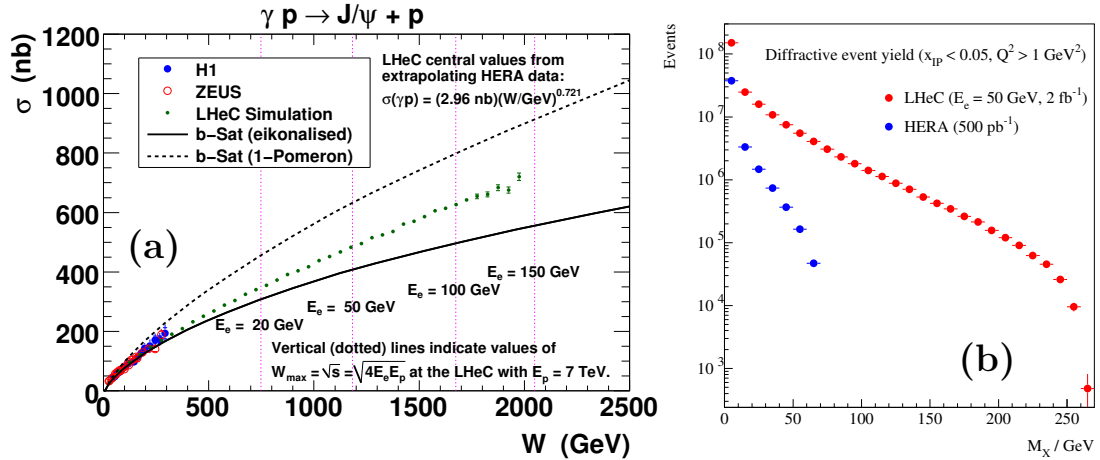 γ p → J/ψ + p
σ (nb)
1200
1000
800
600
400
200
0
H1
ZEUS
LHeC Simulation
b−Sat (eikonalised)
b−Sat (1−Pomeron)
LHeC central values from
extrapolating HERA data:
σ(γp) = (2.96 nb)(W/GeV)^0.721
(a)
E_e = 150 GeV
E_e = 100 GeV
E_e = 50 GeV
E_e = 20 GeV
Vertical (dotted) lines indicate values of
W_max = √s = √4E_eE_p at the LHeC with E_p = 7 TeV.
0 500 1000 1500 2000 2500
W (GeV)
Events
10^8
10^7
10^6
10^5
10^4
10^3
Diffractive event yield (x_IP < 0.05, Q^2 > 1 GeV^2)
LHeC (E_e = 50 GeV, 2 fb^-1)
HERA (500 pb^-1)
(b)
0 50 100 150 200 250
M_X / GeV